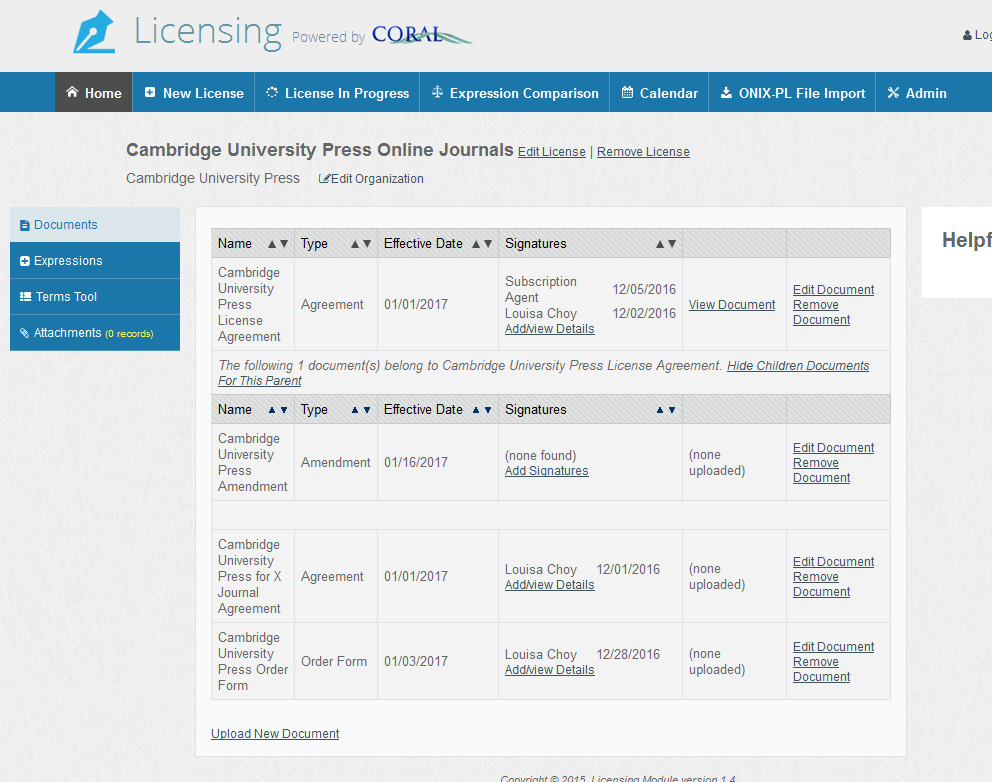 Licensing Powered by CORAL
Log
Home New License License In Progress Expression Comparison Calendar ONIX-PL File Import Admin
Cambridge University Press Online Journals Edit License | Remove License
Cambridge University Press Edit Organization
Documents
Expressions
Terms Tool
Attachments (0 records)
Helpf
Name Type Effective Date Signatures
Cambridge
University
Press
License
Agreement
Agreement
01/01/2017
Subscription
Agent 12/05/2016
Louisa Choy 12/02/2016
Add/view Details
View Document
Edit Document
Remove
Document
The following 1 document(s) belong to Cambridge University Press License Agreement. Hide Children Documents
For This Parent
Name Type Effective Date Signatures
Cambridge
University
Press
Amendment
Amendment
01/16/2017
(none found)
Add Signatures
(none
uploaded)
Edit Document
Remove
Document
Cambridge
University
Press for X
Journal
Agreement
Agreement
01/01/2017
Louisa Choy 12/01/2016
Add/view Details
(none
uploaded)
Edit Document
Remove
Document
Cambridge
University
Press Order
Form
Order Form
01/03/2017
Louisa Choy 12/28/2016
Add/view Details
(none
uploaded)
Edit Document
Remove
Document
Upload New Document
Copyright © 2015. Licensing Module version 1.4